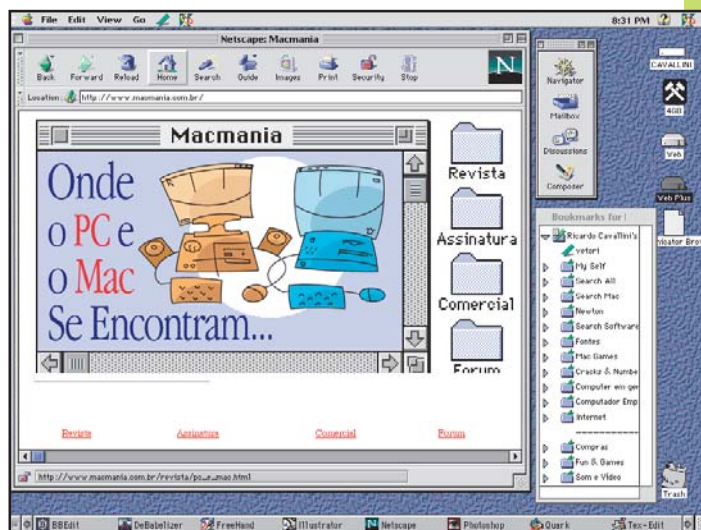 File Edit View Go
8:31 PM
Netscape: Macmania
Back Forward Reload Home Search Guide Images Print Security Stop
N
Location: http://www.macmania.com.br/
Macmania
Onde
o PC e
o Mac
Se Encontram...
Revista
Assinatura
Comercial
Forum
Revista Assinatura Comercial Forum
http://www.macmania.com.br/revista/pc_e_mac.html
Navigator
Mailbox
Discussions
Composer
Bookmarks for
Ricardo Cavallini's
vetori
My Self
Search All
Search Mac
Newton
Search Software
Fontes
Mac Games
Cracks & Numbe
Computer em ger
Computador Emp
Internet
Compras
Fun & Games
Som e Vídeo
CAVALLINI
4GB
Web
Web Plus
vicator Brow
Trash
BBEdit DeBabelizer FreeHand Illustrator Netscape Photoshop Quark Tex-Edit